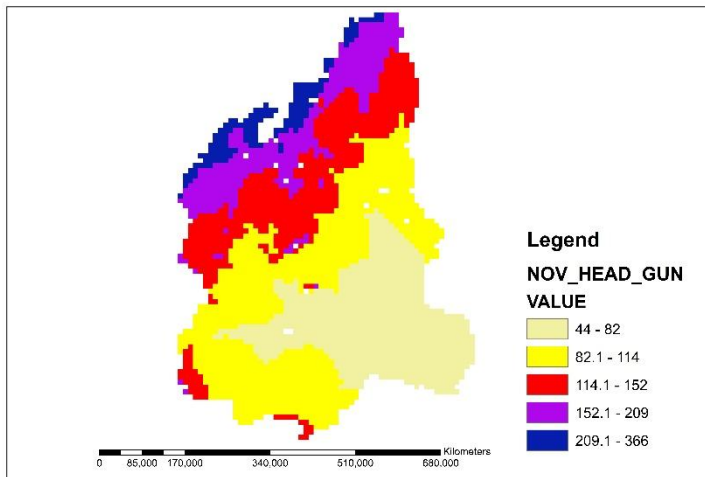 Legend
NOV_HEAD_GUN
VALUE
44 - 82
82.1 - 114
114.1 - 152
152.1 - 209
209.1 - 366
Kilometers
0 85,000 170,000 340,000 510,000 680,000